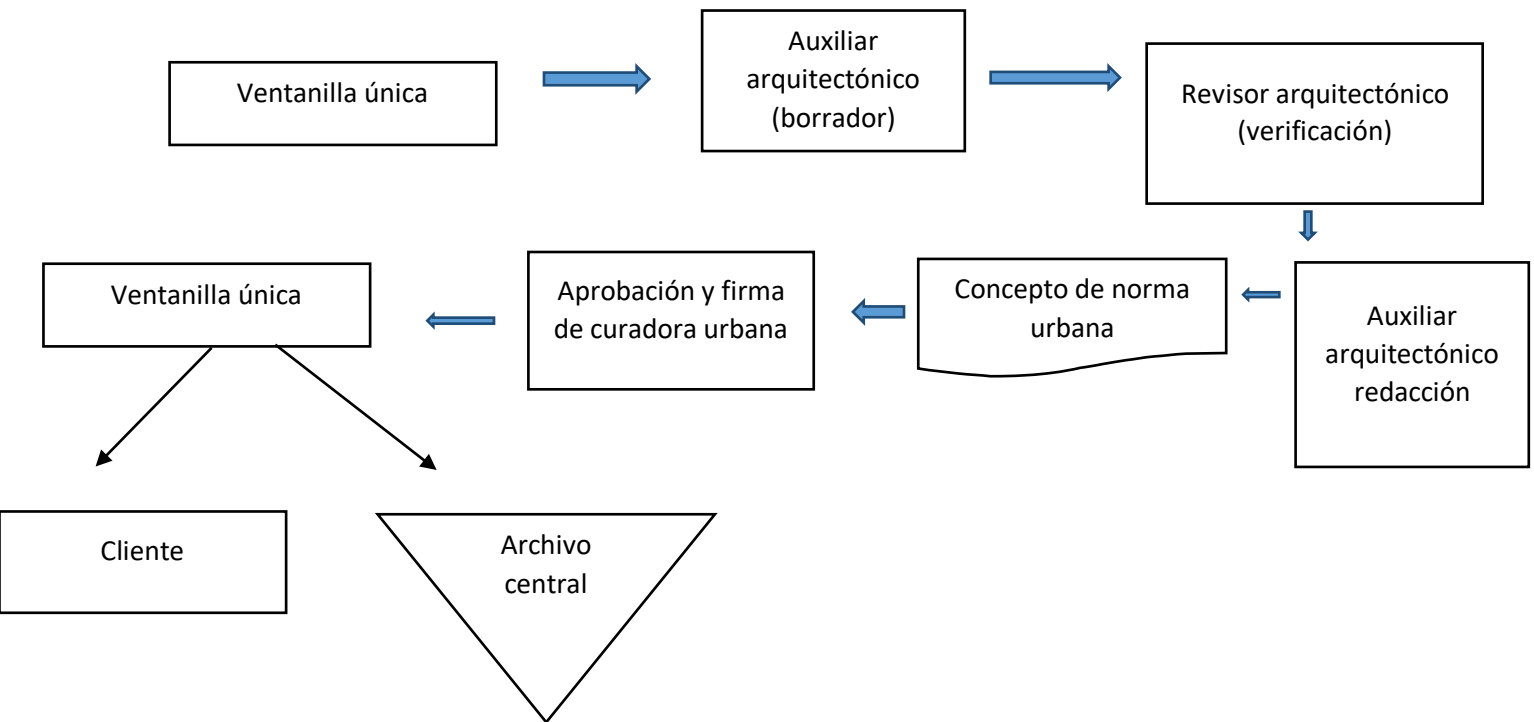 Ventanilla única
Auxiliar
arquitectónico
(borrador)
Revisor arquitectónico
(verificación)
Auxiliar
arquitectónico
redacción
Concepto de norma
urbana
Aprobación y firma
de curadora urbana
Ventanilla única
Cliente
Archivo
central